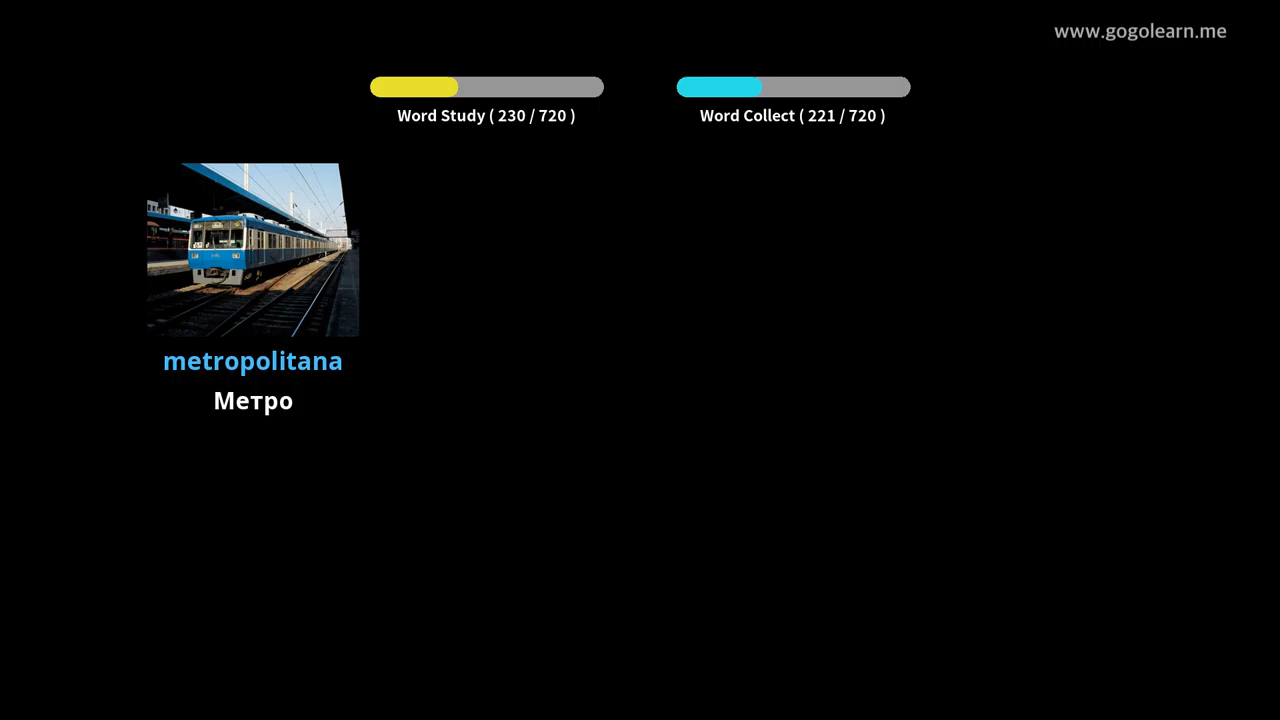 www.gogolearn.me
Word Study ( 230 / 720 )
Word Collect ( 221 / 720 )
metropolitana
Метро